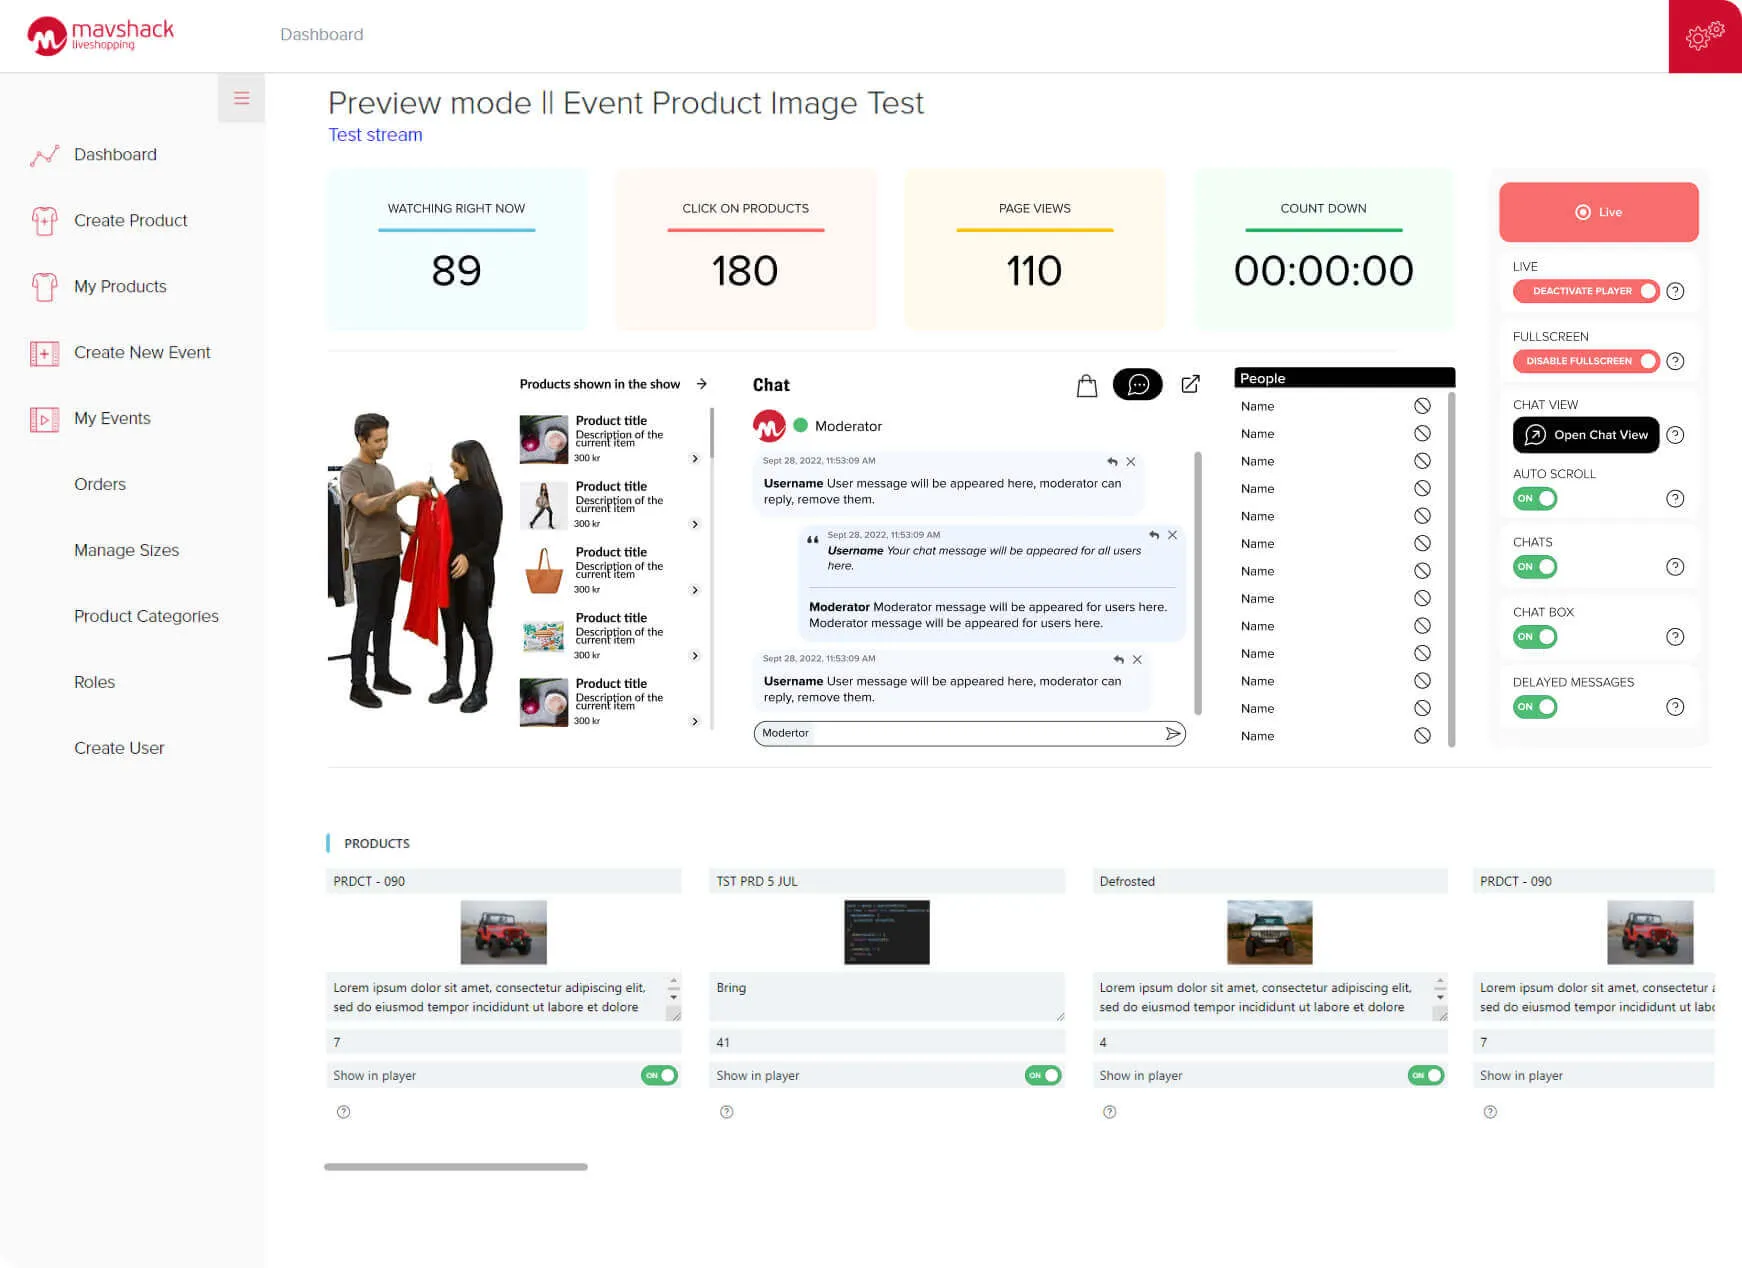 mavshack
liveshopping
Dashboard
Dashboard
Create Product
My Products
Create New Event
My Events
Orders
Manage Sizes
Product Categories
Roles
Create User
Preview mode || Event Product Image Test
Test stream
WATCHING RIGHT NOW
89
CLICK ON PRODUCTS
180
PAGE VIEWS
110
COUNT DOWN
00:00:00
Products shown in the show
Product title
Description of the
current item
300 kr
Product title
Description of the
current item
300 kr
Product title
Description of the
current item
300 kr
Product title
Description of the
current item
300 kr
Product title
Description of the
current item
300 kr
Chat
Moderator
Sept 28, 2022, 11:53:09 AM
Username User message will be appeared here, moderator can
reply, remove them.
Sept 28, 2022, 11:53:09 AM
Username Your chat message will be appeared for all users
here.
Moderator Moderator message will be appeared for users here.
Moderator message will be appeared for users here.
Sept 28, 2022, 11:53:09 AM
Username User message will be appeared here, moderator can
reply, remove them.
Modertor
People
Name
Name
Name
Name
Name
Name
Name
Name
Name
Name
Name
Name
Name
Live
LIVE
DEACTIVATE PLAYER
FULLSCREEN
DISABLE FULLSCREEN
CHAT VIEW
Open Chat View
AUTO SCROLL
ON
CHATS
ON
CHAT BOX
ON
DELAYED MESSAGES
ON
PRODUCTS
PRDCT - 090
Lorem ipsum dolor sit amet, consectetur adipiscing elit,
sed do eiusmod tempor incididunt ut labore et dolore
7
Show in player
ON
TST PRD 5 JUL
Bring
41
Show in player
ON
Defrosted
Lorem ipsum dolor sit amet, consectetur adipiscing elit,
sed do eiusmod tempor incididunt ut labore et dolore
4
Show in player
ON
PRDCT - 090
Lorem ipsum dolor sit amet, consectetur a
sed do eiusmod tempor incididunt ut labo
7
Show in player